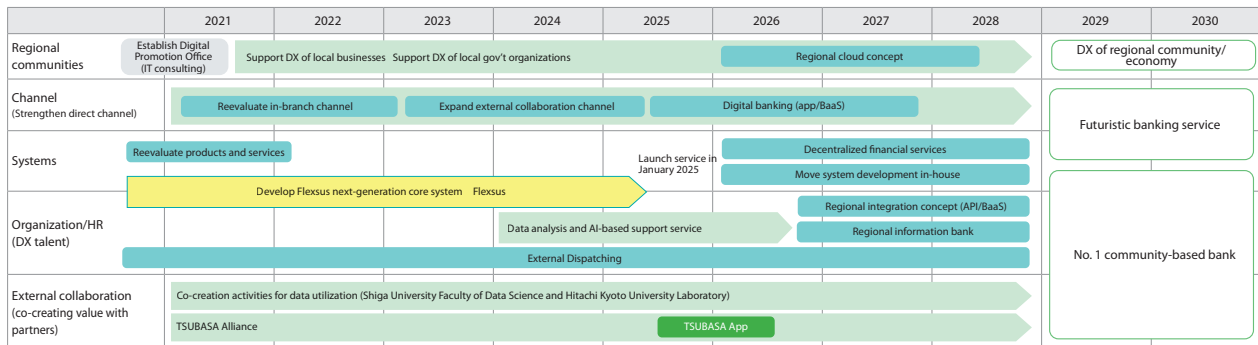 2021 2022 2023 2024 2025 2026 2027 2028 2029 2030
Regional
communities
Establish Digital
Promotion Office
(IT consulting)
Support DX of local businesses Support DX of local gov't organizations
Regional cloud concept
DX of regional community/
economy
Channel
(Strengthen direct channel)
Reevaluate in-branch channel
Expand external collaboration channel
Digital banking (app/BaaS)
Futuristic banking service
Systems
Reevaluate products and services
Launch service in
January 2025
Decentralized financial services
Move system development in-house
Develop Flexsus next-generation core system Flexsus
Organization/HR
(DX talent)
Regional integration concept (API/BaaS)
Data analysis and AI-based support service
Regional information bank
External Dispatching
No. 1 community-based bank
External collaboration
(co-creating value with
partners)
Co-creation activities for data utilization (Shiga University Faculty of Data Science and Hitachi Kyoto University Laboratory)
TSUBASA Alliance
TSUBASA App